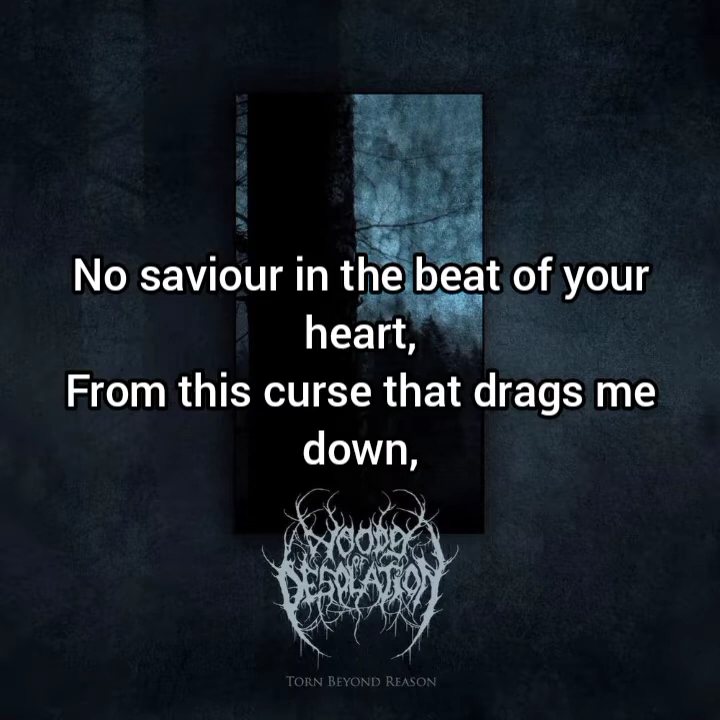 No saviour in the beat of your
heart,
From this curse that drags me
down,
WOODS
OF
DESOLATION
TORN BEYOND REASON